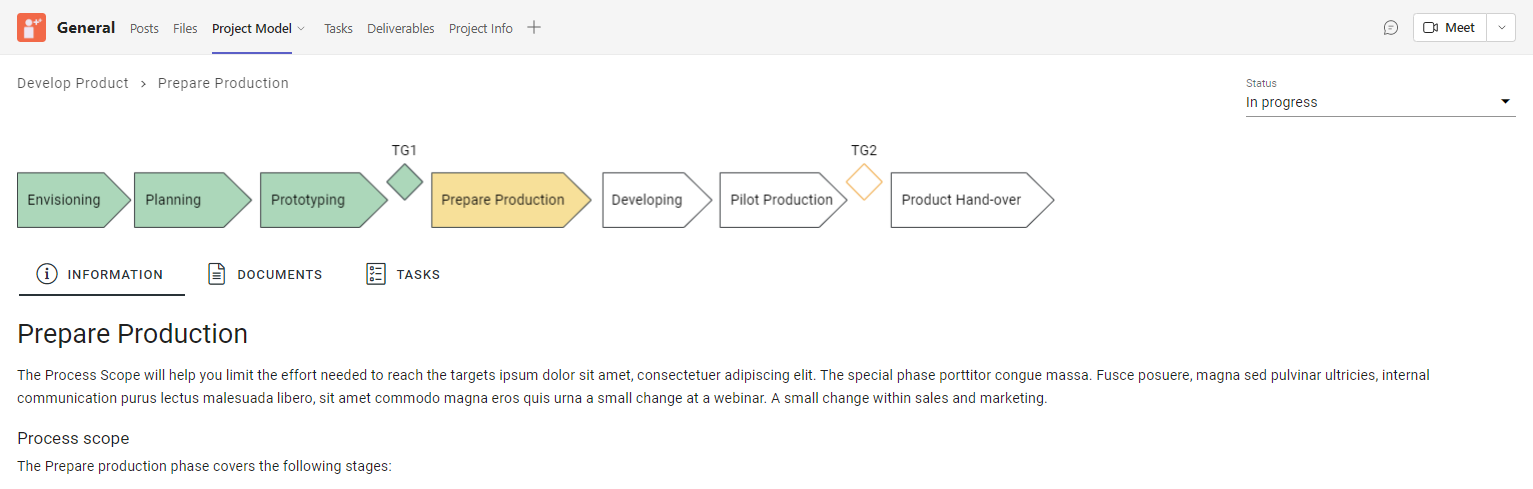 General Posts Files Project Model Tasks Deliverables Project Info Meet
Develop Product > Prepare Production
Status
In progress
TG1 TG2
Envisioning Planning Prototyping Prepare Production Developing Pilot Production Product Hand-over
INFORMATION DOCUMENTS TASKS
Prepare Production
The Process Scope will help you limit the effort needed to reach the targets ipsum dolor sit amet, consectetuer adipiscing elit. The special phase porttitor congue massa. Fusce posuere, magna sed pulvinar ultricies, internal
communication purus lectus malesuada libero, sit amet commodo magna eros quis urna a small change at a webinar. A small change within sales and marketing.
Process scope
The Prepare production phase covers the following stages: